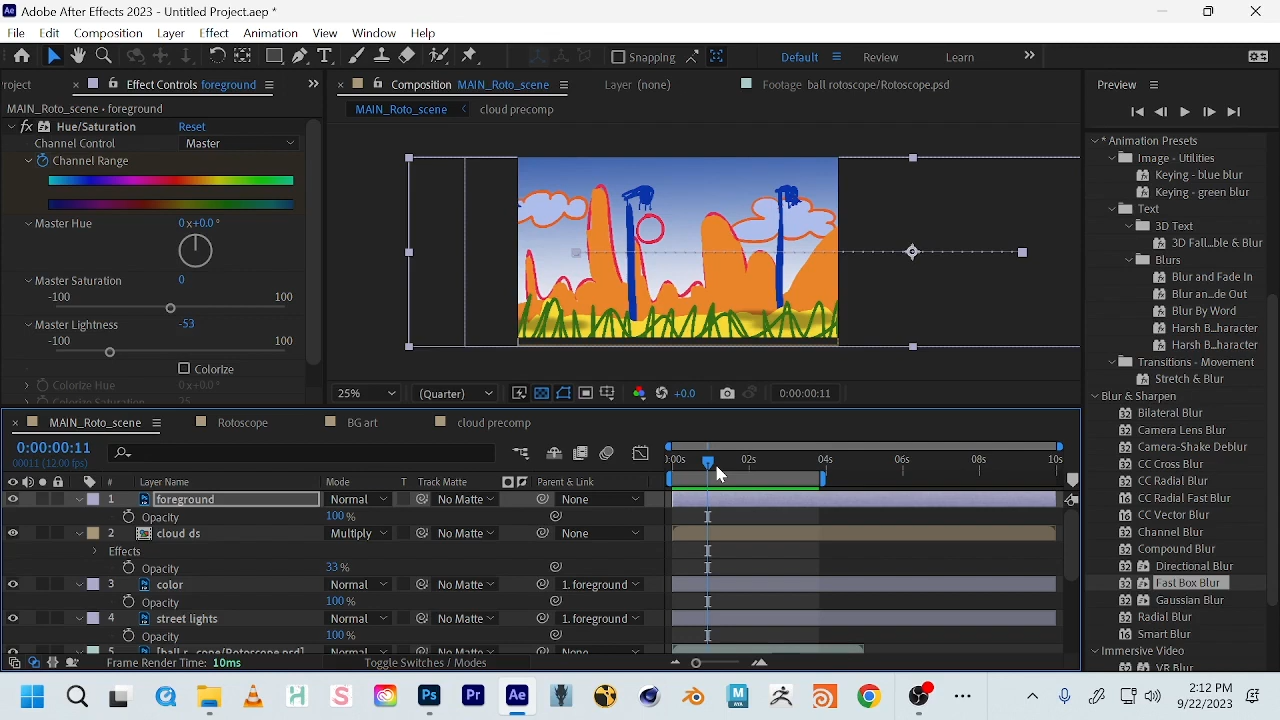 Adobe After Effects 2023 - Untitled Project.aep *
File Edit Composition Layer Effect Animation View Window Help
Snapping
Default
Review
Learn
roject
Effect Controls foreground
Composition MAIN_Roto_scene
Layer (none)
Footage ball rotoscope/Rotoscope.psd
Preview
MAIN_Roto_scene • foreground
MAIN_Roto_scene
cloud precomp
fx Hue/Saturation Reset
Channel Control Master
Channel Range
Master Hue 0x+0.0°
Master Saturation 0
-100 100
Master Lightness -53
-100 100
Colorize
Colorize Hue 0x+0.0°
Colorize Saturation 25
25%
(Quarter)
+0.0
0:00:00:11
* Animation Presets
Image - Utilities
Keying - blue blur
Keying - green blur
Text
3D Text
3D Fall...ble et Blur
Blurs
Blur and Fade In
Blur an...de Out
Blur By Word
Harsh B...haracter
Harsh B...haracter
Transitions - Movement
Stretch & Blur
Blur & Sharpen
Bilateral Blur
Camera Lens Blur
Camera-Shake Deblur
CC Cross Blur
CC Radial Blur
CC Radial Fast Blur
CC Vector Blur
Channel Blur
Compound Blur
Directional Blur
Fast Box Blur
Gaussian Blur
Radial Blur
Smart Blur
Immersive Video
VR Blur
MAIN_Roto_scene
Rotoscope
BG art
cloud precomp
0:00:00:11
00011 (12.00 fps)
):00s 02s 04s 06s 08s 10s
# Layer Name Mode T Track Matte Parent & Link
1 foreground Normal No Matte None
Opacity 100 %
2 cloud ds Multiply No Matte None
Effects
Opacity 33 %
3 color Normal No Matte 1. foreground
Opacity 100 %
4 street lights Normal No Matte 1. foreground
Opacity 100 %
5 [ball r...cope/Rotoscope.psd] Normal No Matte None
Frame Render Time: 10ms
Toggle Switches / Modes
2:12 PM
9/22/2025